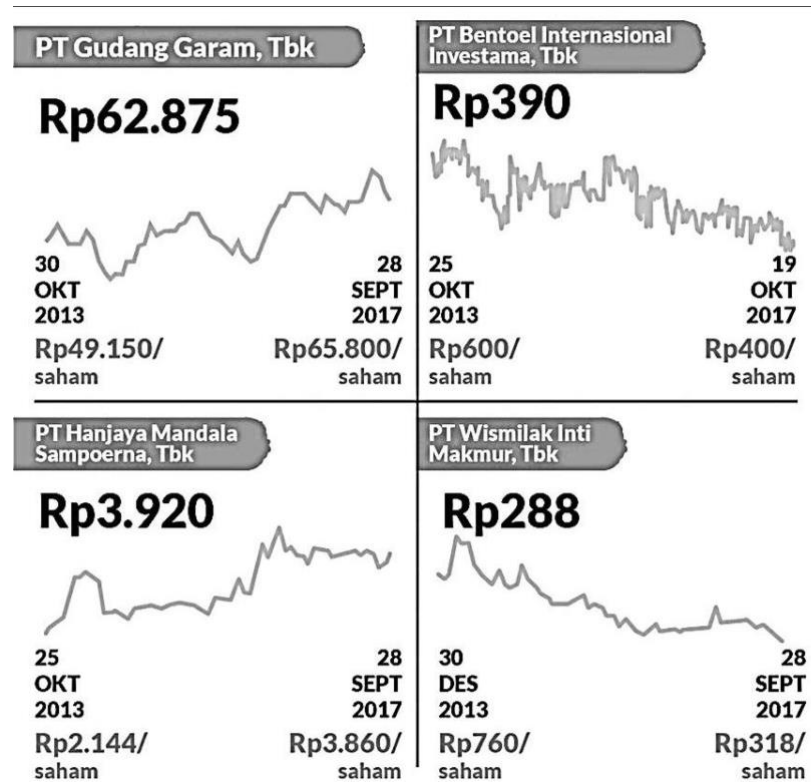 PT Gudang Garam, Tbk
Rp62.875
30
OKT
2013
Rp49.150/
saham
28
SEPT
2017
Rp65.800/
saham
PT Bentoel Internasional
Investama, Tbk
Rp390
25
OKT
2013
Rp600/
saham
19
OKT
2017
Rp400/
saham
PT Hanjaya Mandala
Sampoerna, Tbk
Rp3.920
25
OKT
2013
Rp2.144/
saham
28
SEPT
2017
Rp3.860/
saham
PT Wismilak Inti
Makmur, Tbk
Rp288
30
DES
2013
Rp760/
saham
28
SEPT
2017
Rp318/
saham